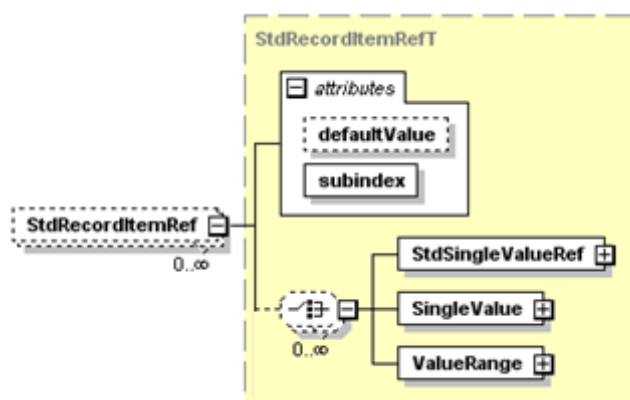 StdRecordItemRefT
attributes
defaultValue
subindex
StdRecordItemRef
0..∞
StdSingleValueRef
SingleValue
0..∞
ValueRange